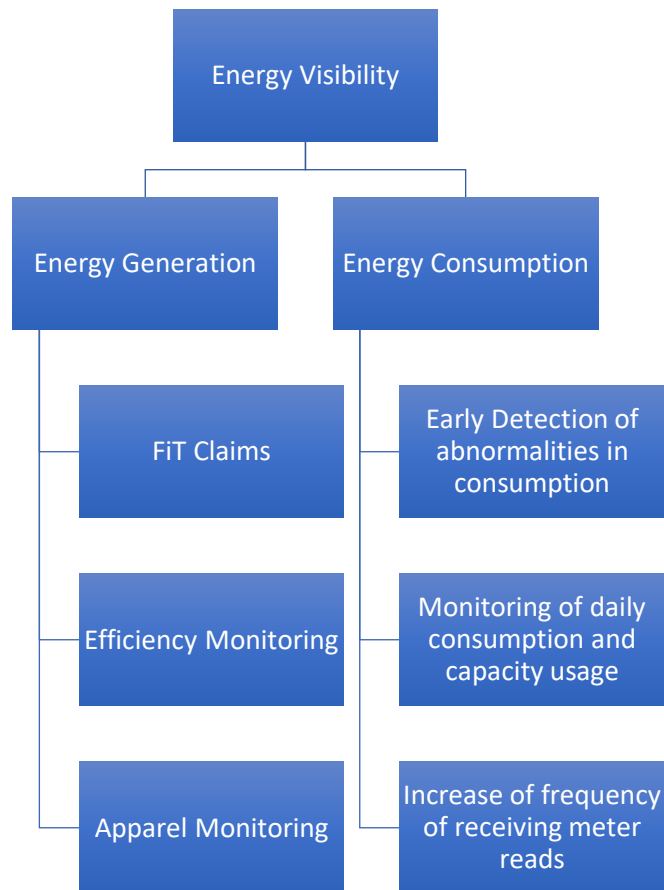 Energy Visibility
Energy Generation
Energy Consumption
FiT Claims
Early Detection of
abnormalities in
consumption
Efficiency Monitoring
Monitoring of daily
consumption and
capacity usage
Apparel Monitoring
Increase of frequency
of receiving meter
reads